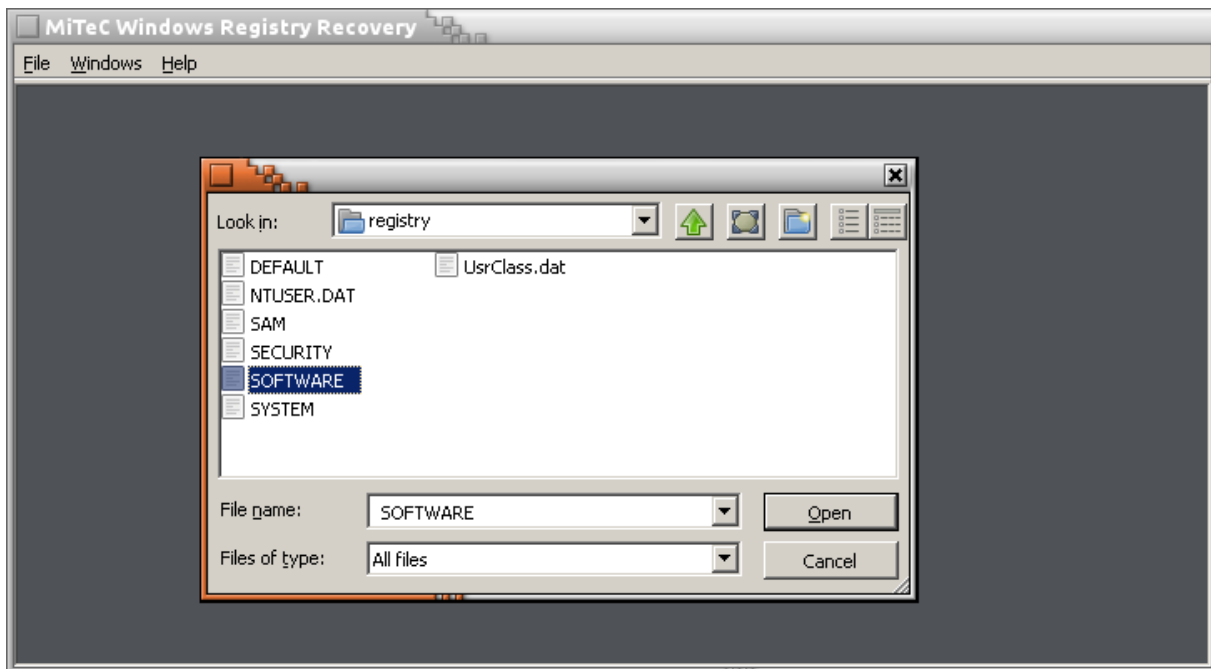 MiTeC Windows Registry Recovery
File Windows Help
Look in: registry
DEFAULT UsrClass.dat
NTUSER.DAT
SAM
SECURITY
SOFTWARE
SYSTEM
File name: SOFTWARE Open
Files of type: All files Cancel